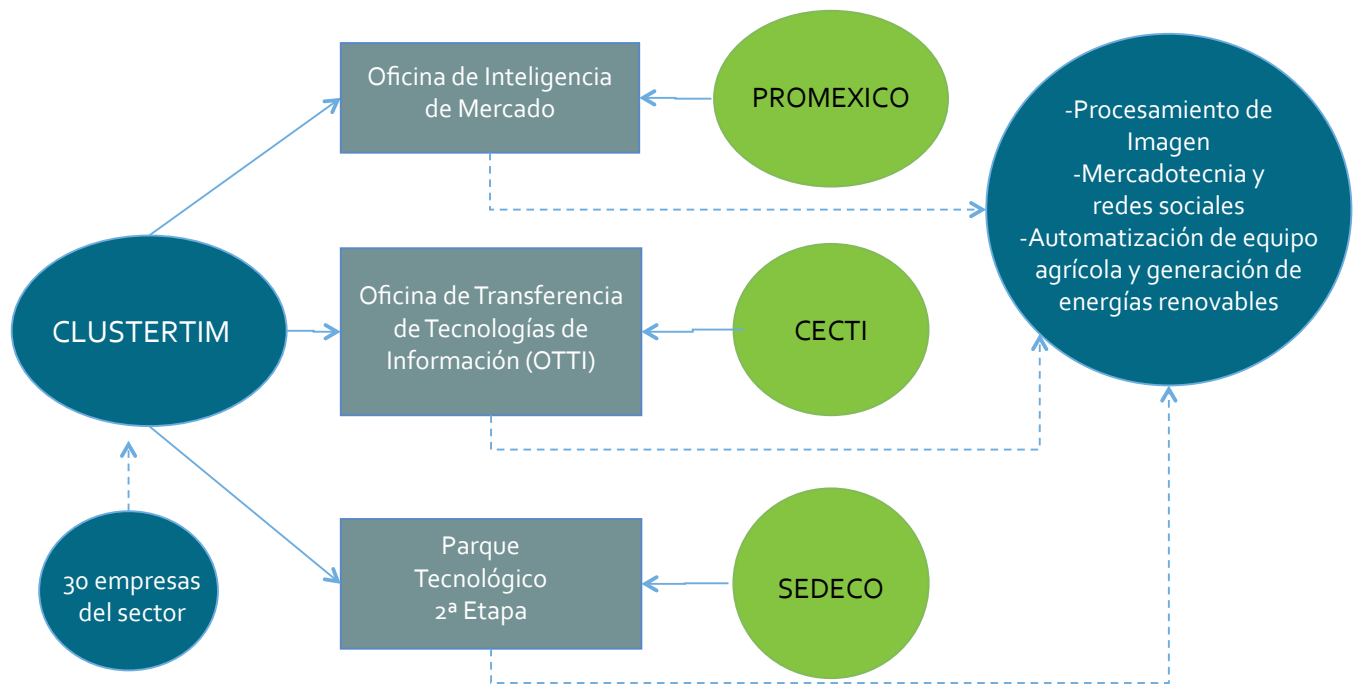 Oficina de Inteligencia
de Mercado
PROMEXICO
-Procesamiento de
Imagen
-Mercadotecnia y
redes sociales
-Automatización de equipo
agrícola y generación de
energías renovables
CLUSTERTIM
Oficina de Transferencia
de Tecnologías de
Información (OTTI)
CECTI
30 empresas
del sector
Parque
Tecnológico
2ª Etapa
SEDECO